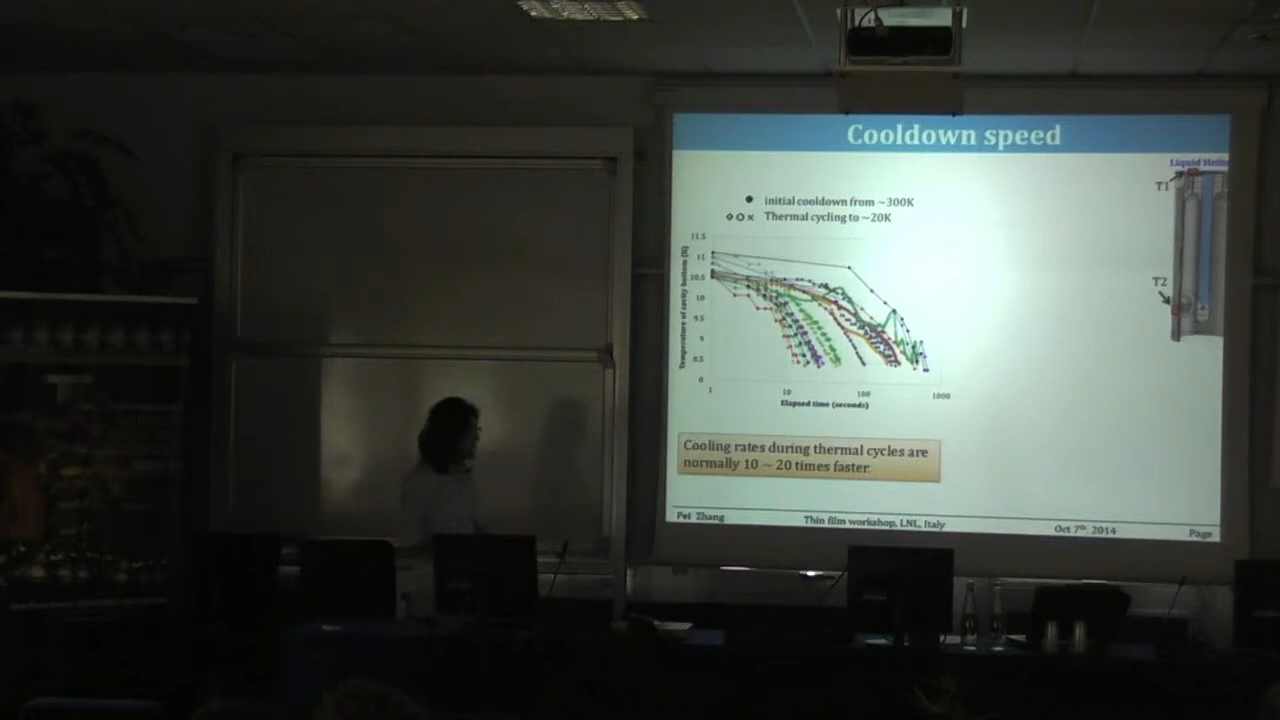 Cooldown speed
Liquid
T1
initial cooldown from ~300K
Thermal cycling to ~20K
11.5
11
10.5
10
9.5
9
8.5
8
Temperature of cavity bottom (K)
1
10
100
1000
Elapsed time (seconds)
T2
Cooling rates during thermal cycles are
normally 10 ~ 20 times faster.
Pei Zhang
Thin film workshop, LNL, Italy
Oct 7th, 2014
Page